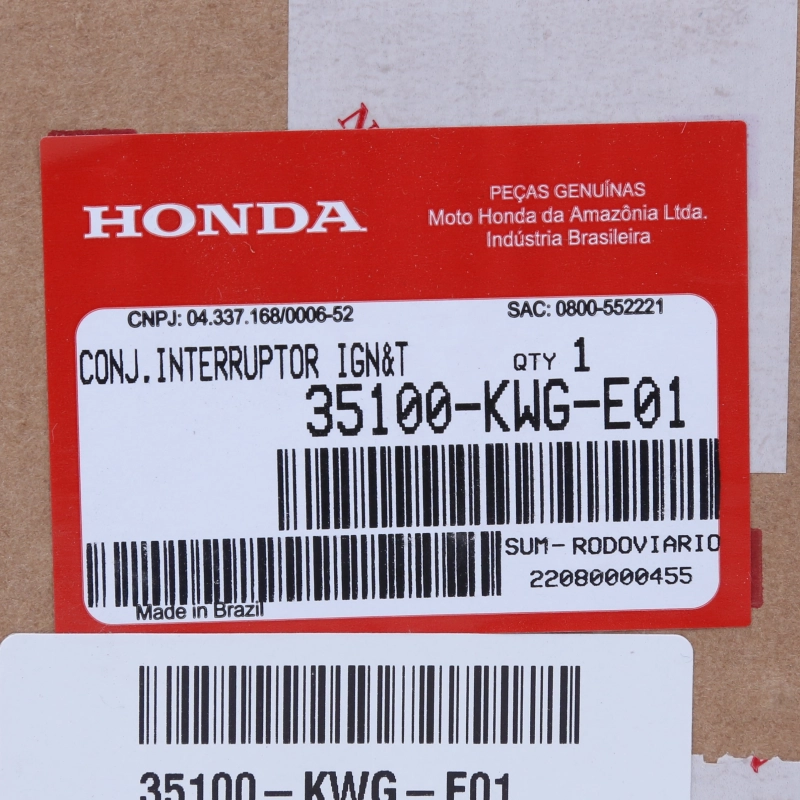 HONDA
PEÇAS GENUÍNAS
Moto Honda da Amazônia Ltda.
Indústria Brasileira
CNPJ: 04.337.168/0006-52
SAC: 0800-552221
CONJ.INTERRUPTOR IGN&T
QTY 1
35100-KWG-E01
SUM-RODOVIARIO
22080000455
Made in Brazil
35100-KWG-E01